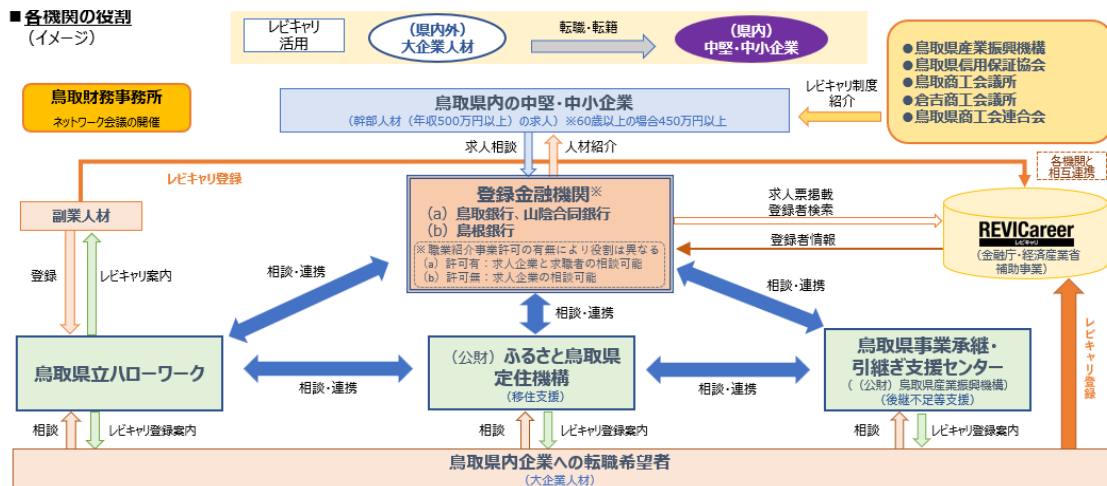 ■各機関の役割
（イメージ）
レビキャリ
活用
（県内外）
大企業人材
転職・転籍
（県内）
中堅・中小企業
●鳥取県産業振興機構
●鳥取県信用保証協会
●鳥取商工会議所
●倉吉商工会議所
●鳥取県商工会連合会
鳥取財務事務所
ネットワーク会議の開催
鳥取県内の中堅・中小企業
（幹部人材（年収500万円以上）の求人）※60歳以上の場合450万円以上
レビキャリ制度
紹介
求人相談
人材紹介
レビキャリ登録
各機関と
相互連携
副業人材
登録金融機関※
（a）鳥取銀行、山陰合同銀行
（b）島根銀行
※職業紹介事業許可の有無により役割は異なる
（a）許可有：求人企業と求職者の相談可能
（b）許可無：求人企業の相談可能
求人票掲載
登録者検索
登録者情報
REVICareer
レビキャリ
（金融庁・経済産業省
補助事業）
登録
レビキャリ案内
相談・連携
相談・連携
相談・連携
鳥取県立ハローワーク
相談・連携
（公財）ふるさと鳥取県
定住機構
（移住支援）
相談・連携
鳥取県事業承継・
引継ぎ支援センター
（（公財）鳥取県産業振興機構）
（後継不足等支援）
レビキャリ登録
相談
レビキャリ登録案内
相談
レビキャリ登録案内
相談
レビキャリ登録案内
鳥取県内企業への転職希望者
（大企業人材）